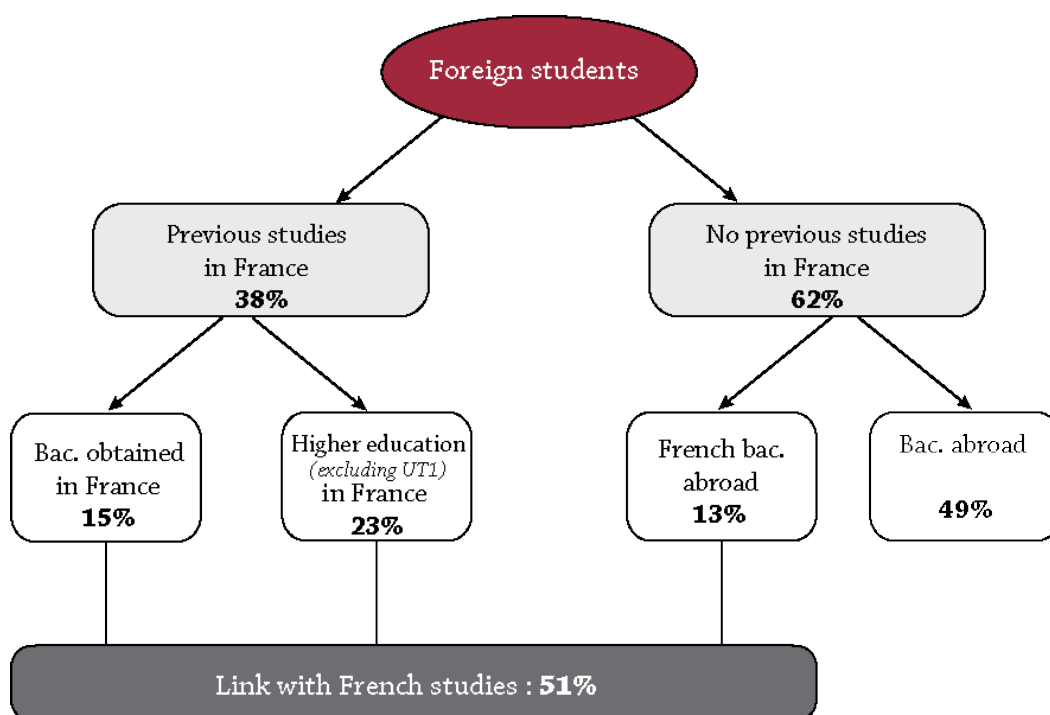 Foreign students
Previous studies
in France
38%
No previous studies
in France
62%
Bac. obtained
in France
15%
Higher education
(excluding UT1)
in France
23%
French bac.
abroad
13%
Bac. abroad
49%
Link with French studies : 51%